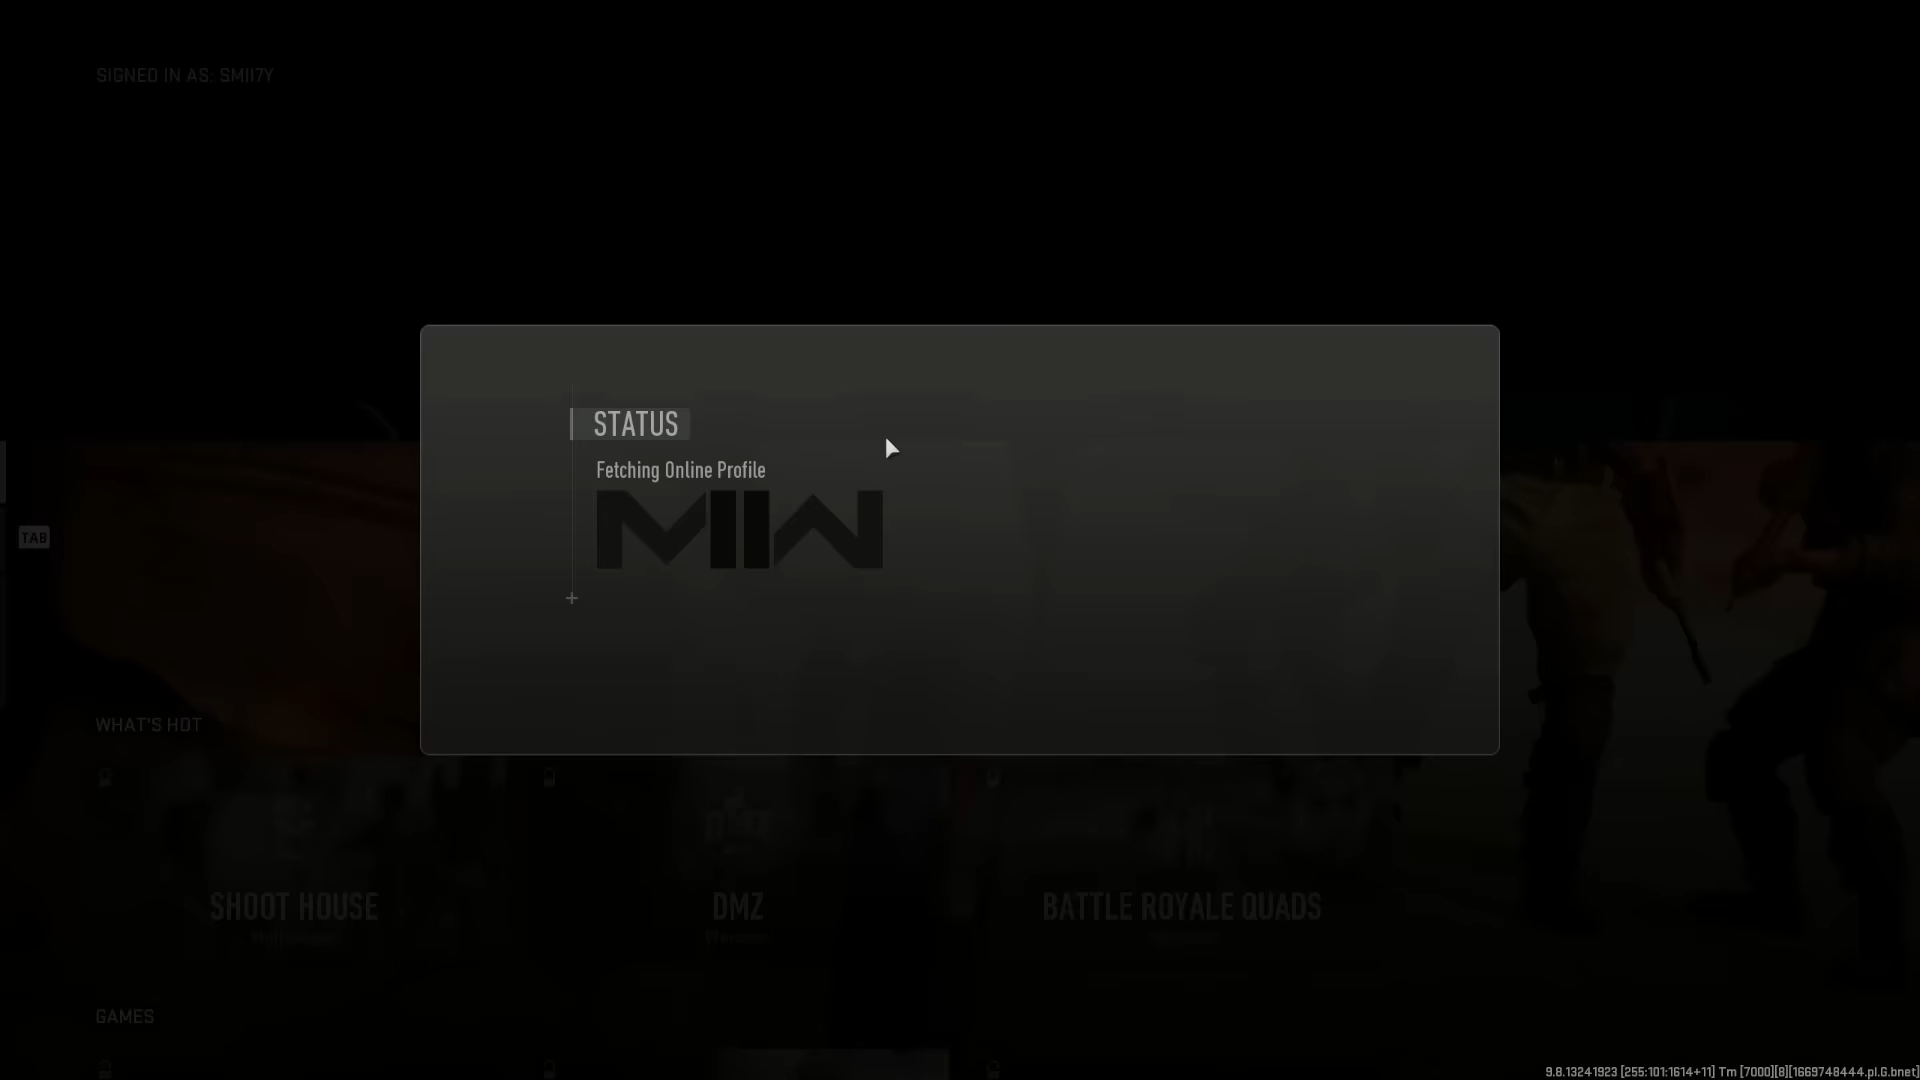 SIGNED IN AS: SMII7Y
STATUS
Fetching Online Profile
MIIW
TAB
WHAT'S HOT
SHOOT HOUSE
DMZ
BATTLE ROYALE QUADS
GAMES
9.8.13241923 [255:101:1614+11] Tm [7000][8][1669748444.pl.G.bnet]